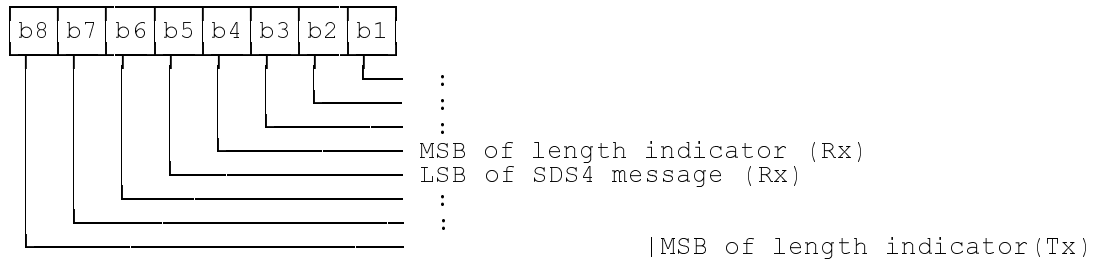 b8 b7 b6 b5 b4 b3 b2 b1
:
:
:
MSB of length indicator (Rx)
LSB of SDS4 message (Rx)
:
:
|MSB of length indicator(Tx)